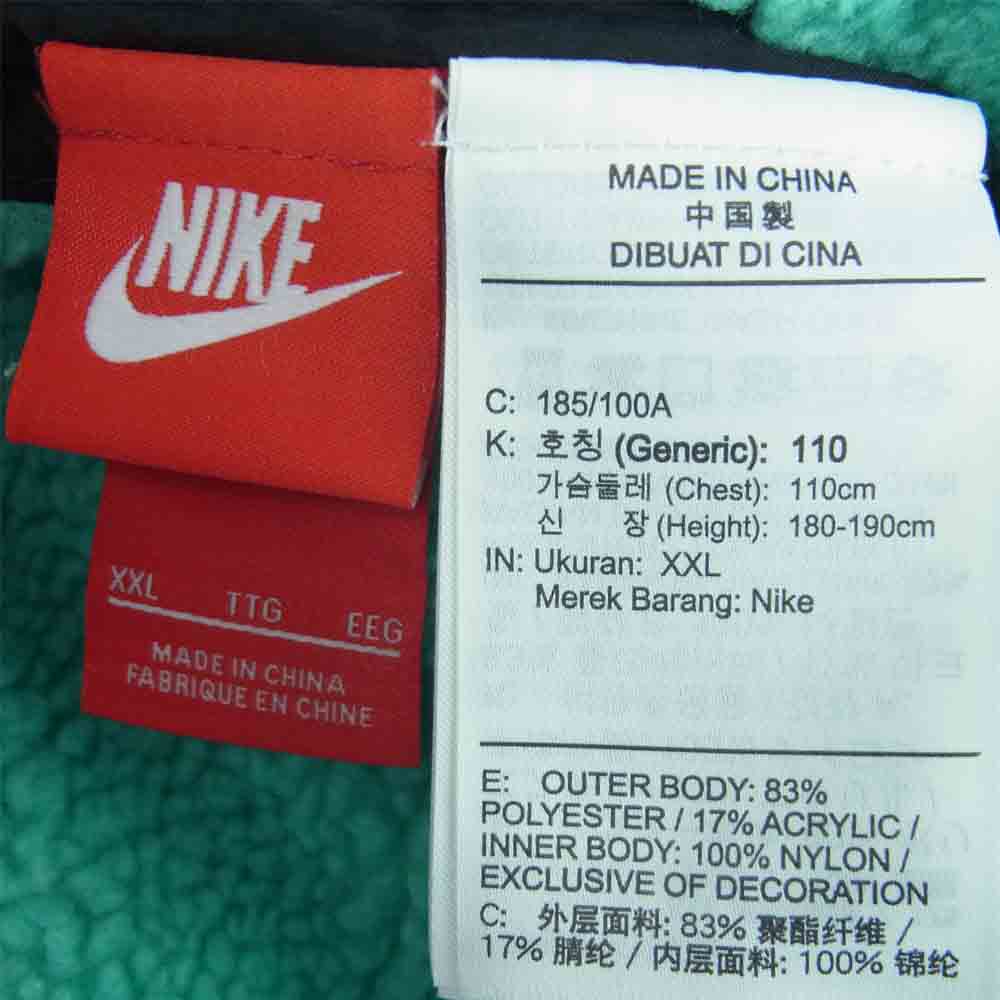 NIKE
XXL TTG EEG
MADE IN CHINA
FABRIQUE EN CHINE
MADE IN CHINA
中国製
DIBUAT DI CINA
C: 185/100A
K: 호칭 (Generic): 110
가슴둘레 (Chest): 110cm
신 장 (Height): 180-190cm
IN: Ukuran: XXL
Merek Barang: Nike
E: OUTER BODY: 83%
POLYESTER / 17% ACRYLIC /
INNER BODY: 100% NYLON /
EXCLUSIVE OF DECORATION
C: 外层面料: 83% 聚酯纤维 /
17% 腈纶 / 内层面料: 100% 锦纶